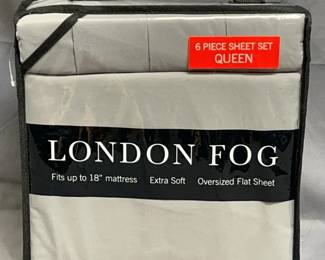 6 PIECE SHEET SET
QUEEN
LONDON FOG
Fits up to 18" mattress Extra Soft Oversized Flat Sheet